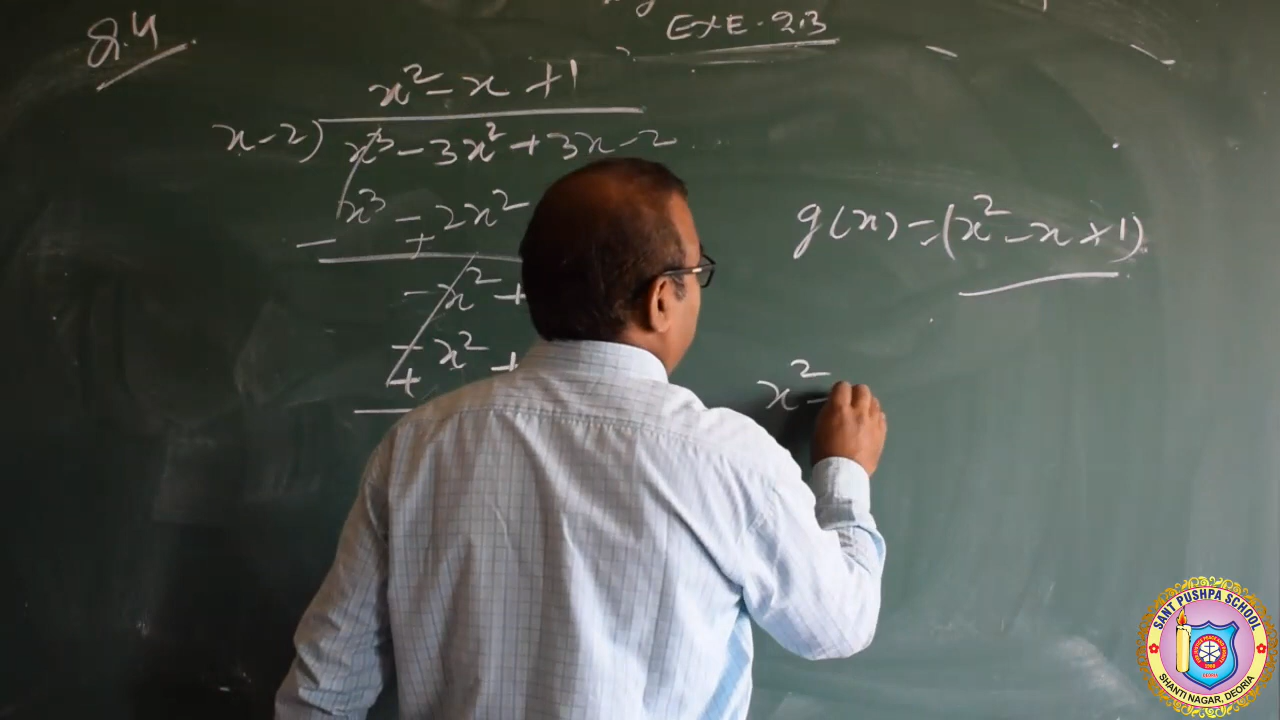 EXE. 2.3
Q.4
x² - x + 1
x-2) x³ - 3x² + 3x - 2
x³ - 2x²
- +
- x² +
- x² +
+
g(x) = (x² - x + 1)
x² -
SANT PUSHPA SCHOOL
SHANTI NAGAR, DEORIA